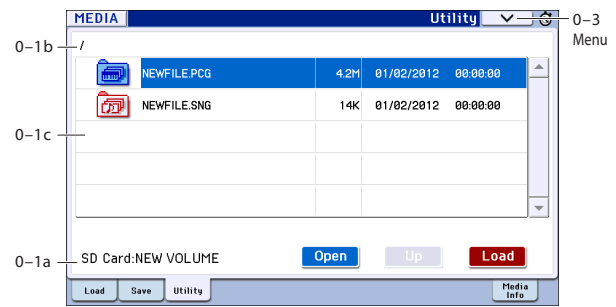 MEDIA Utility
0–3
Menu
0–1b
/
NEWFILE.PCG 4.2M 01/02/2012 00:00:00
NEWFILE.SNG 14K 01/02/2012 00:00:00
0–1c
0–1a
SD Card:NEW VOLUME Open Up Load
Load Save Utility Media Info